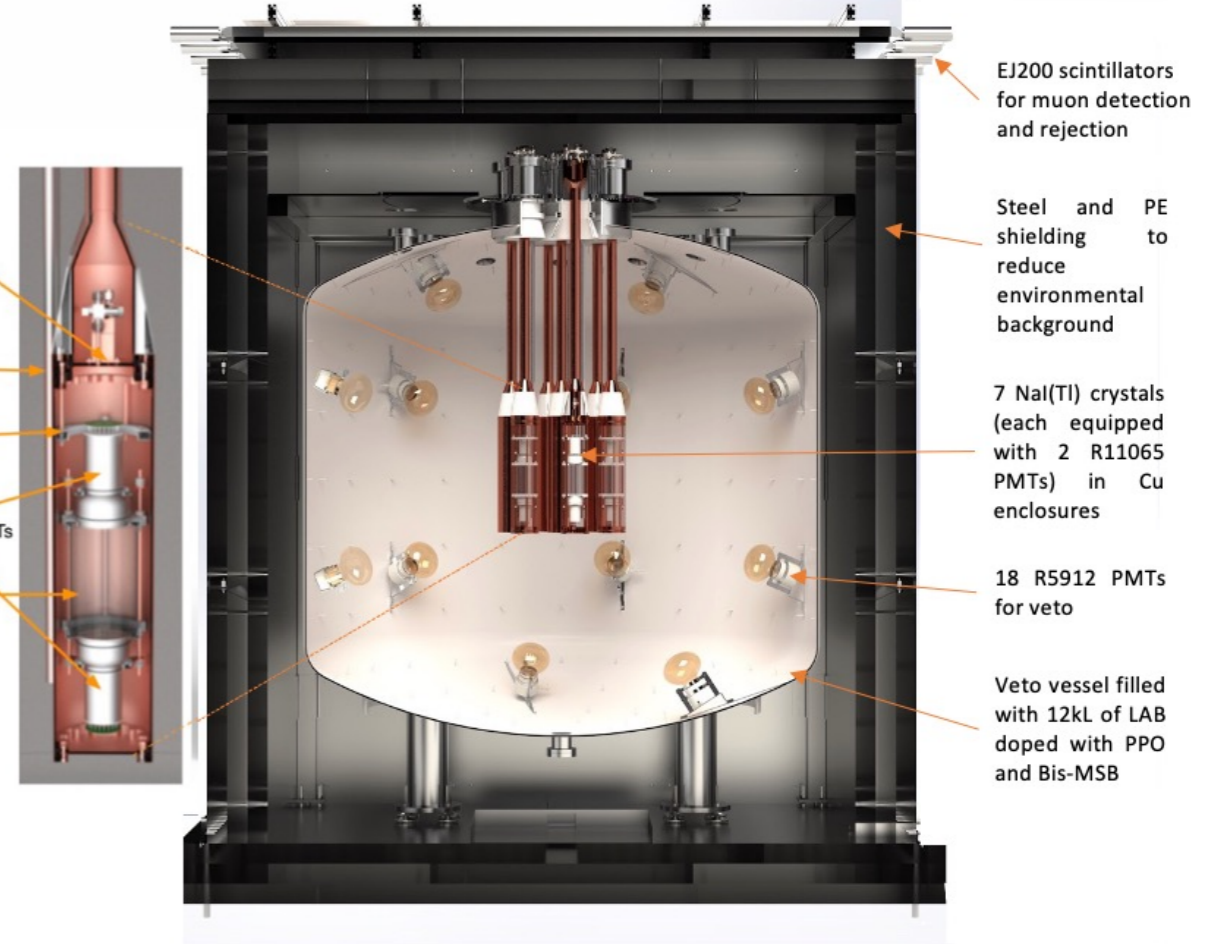 EJ200 scintillators
for muon detection
and rejection
Steel and PE
shielding to
reduce
environmental
background
7 NaI(Tl) crystals
(each equipped
with 2 R11065
PMTs) in Cu
enclosures
18 R5912 PMTs
for veto
Veto vessel filled
with 12kL of LAB
doped with PPO
and Bis-MSB